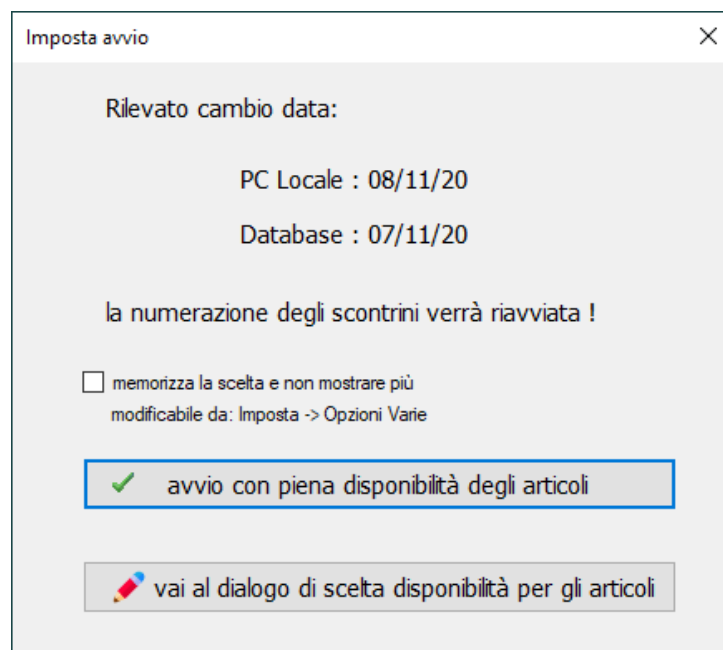 Imposta avvio
Rilevato cambio data:
PC Locale : 08/11/20
Database : 07/11/20
la numerazione degli scontrini verrà riavviata !
memorizza la scelta e non mostrare più
modificabile da: Imposta -> Opzioni Varie
avvio con piena disponibilità degli articoli
vai al dialogo di scelta disponibilità per gli articoli